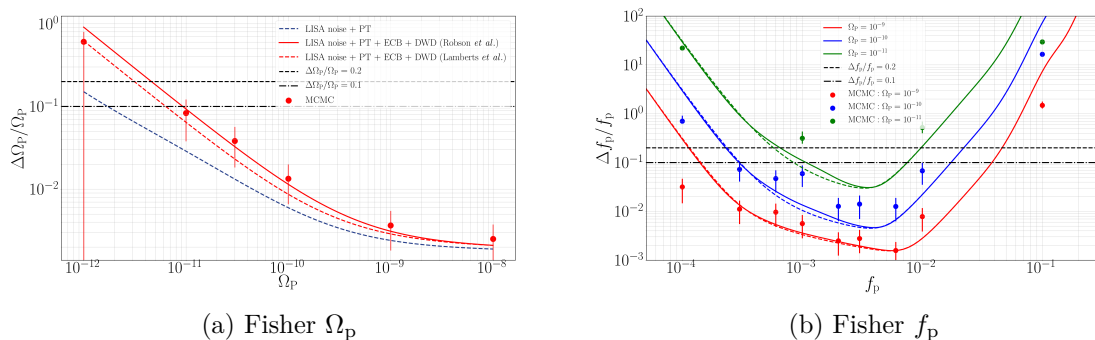 10^0
10^{-1}
10^{-2}
ΔΩ_p/Ω_p
LISA noise + PT
LISA noise + PT + ECB + DWD (Robson et al.)
LISA noise + PT + ECB + DWD (Lamberts et al.)
ΔΩ_p/Ω_p = 0.2
ΔΩ_p/Ω_p = 0.1
MCMC
10^{-12} 10^{-11} 10^{-10} 10^{-9} 10^{-8}
Ω_p
(a) Fisher Ω_p
10^2
10^1
10^0
10^{-1}
10^{-2}
10^{-3}
Δf_p/f_p
Ω_p = 10^{-9}
Ω_p = 10^{-10}
Ω_p = 10^{-11}
Δf_p/f_p = 0.2
Δf_p/f_p = 0.1
MCMC : Ω_p = 10^{-9}
MCMC : Ω_p = 10^{-10}
MCMC : Ω_p = 10^{-11}
10^{-4} 10^{-3} 10^{-2} 10^{-1}
f_p
(b) Fisher f_p